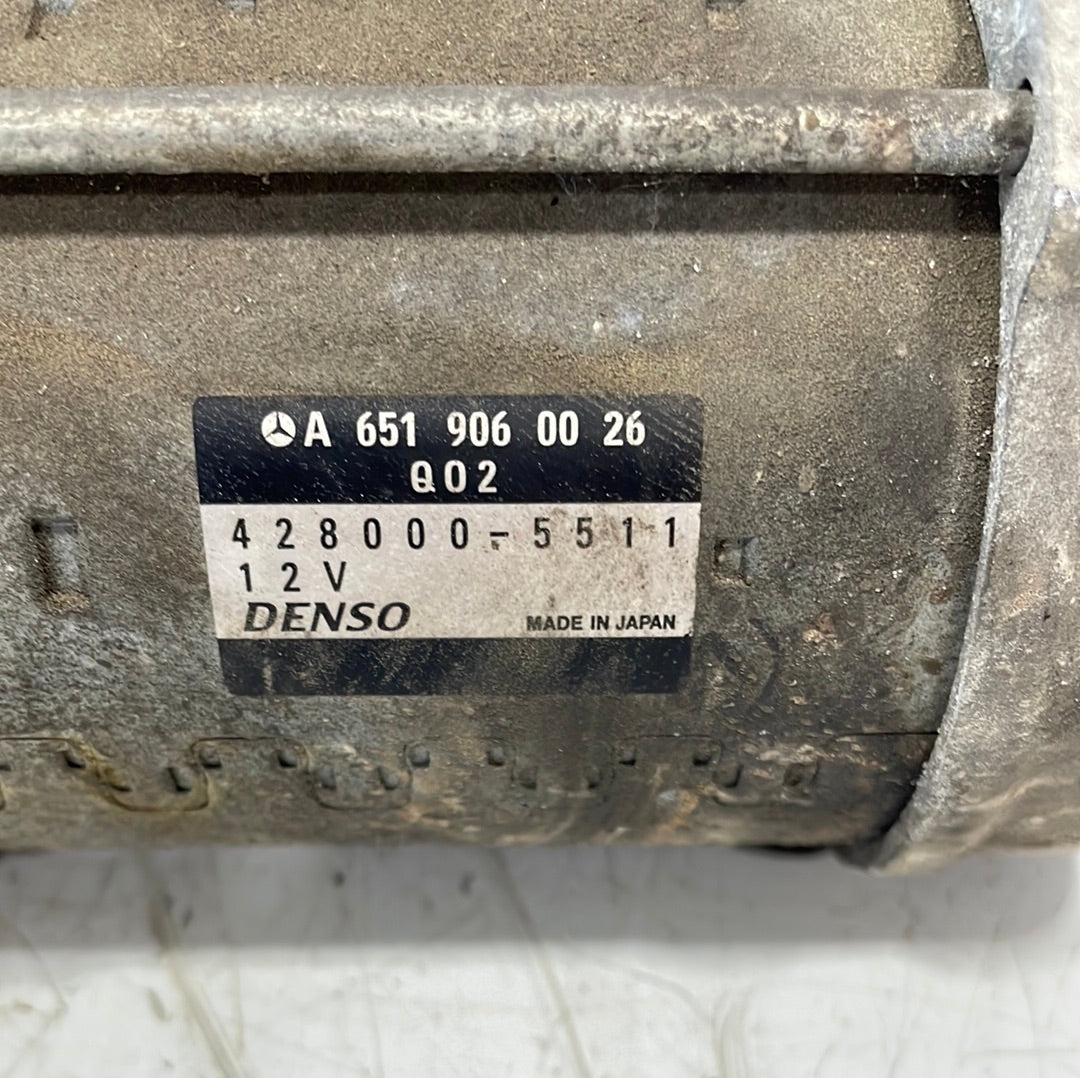 A 651 906 00 26
Q02
428000-5511
12V
DENSO
MADE IN JAPAN